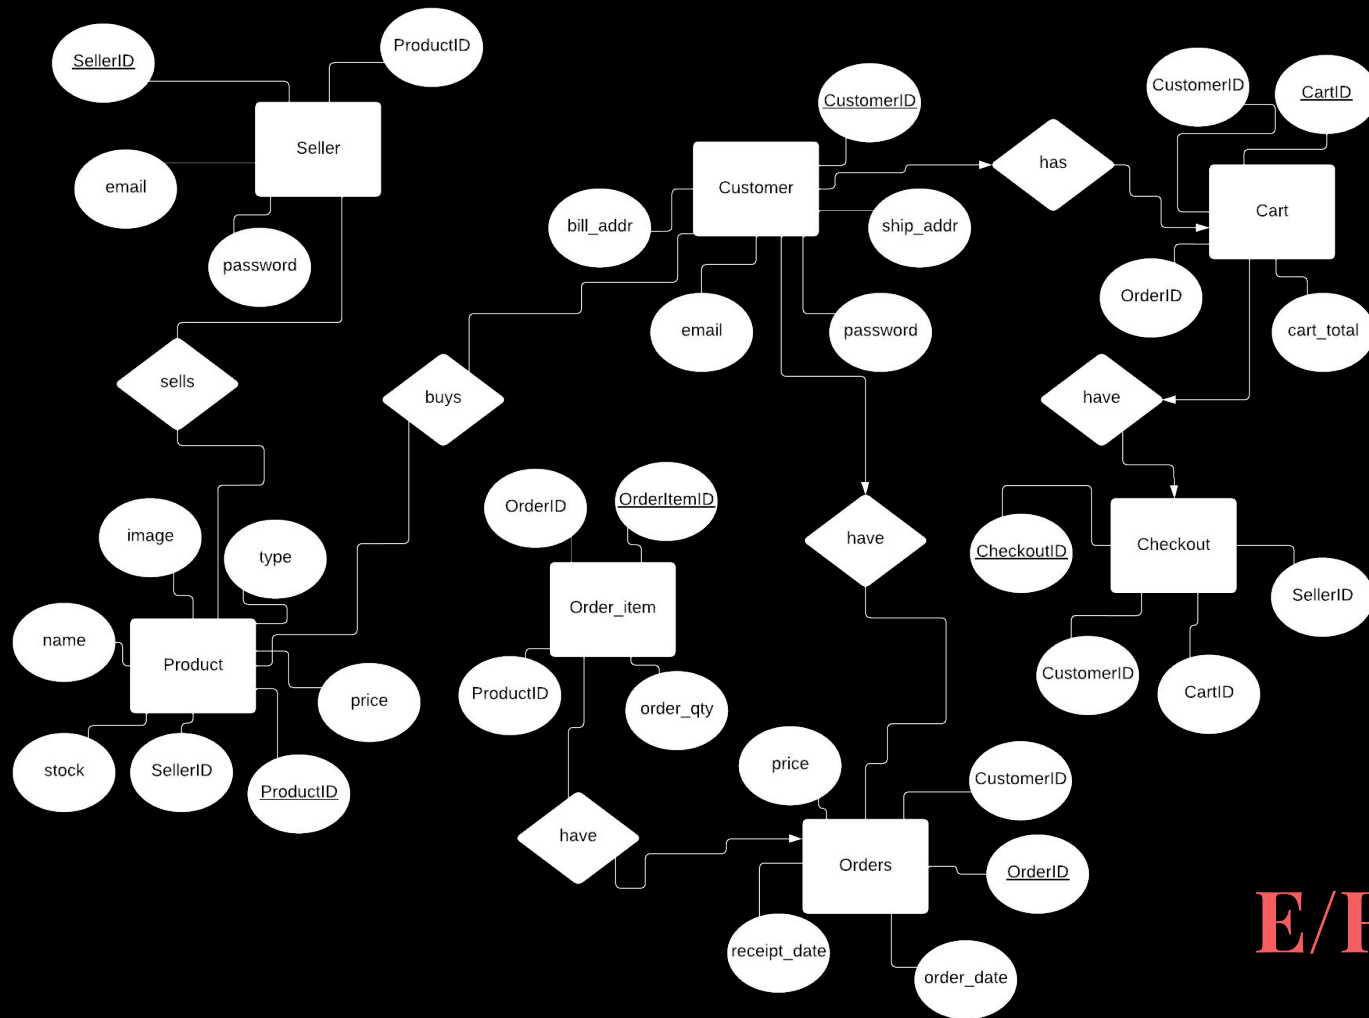 SellerID
ProductID
Seller
email
password
sells
CustomerID
Customer
bill_addr
ship_addr
email
password
has
CustomerID
CartID
Cart
OrderID
cart_total
buys
have
have
CheckoutID
Checkout
SellerID
CustomerID
CartID
image
type
name
Product
price
stock
SellerID
ProductID
OrderID
OrderItemID
Order_item
ProductID
order_qty
have
price
CustomerID
Orders
OrderID
receipt_date
order_date
E/